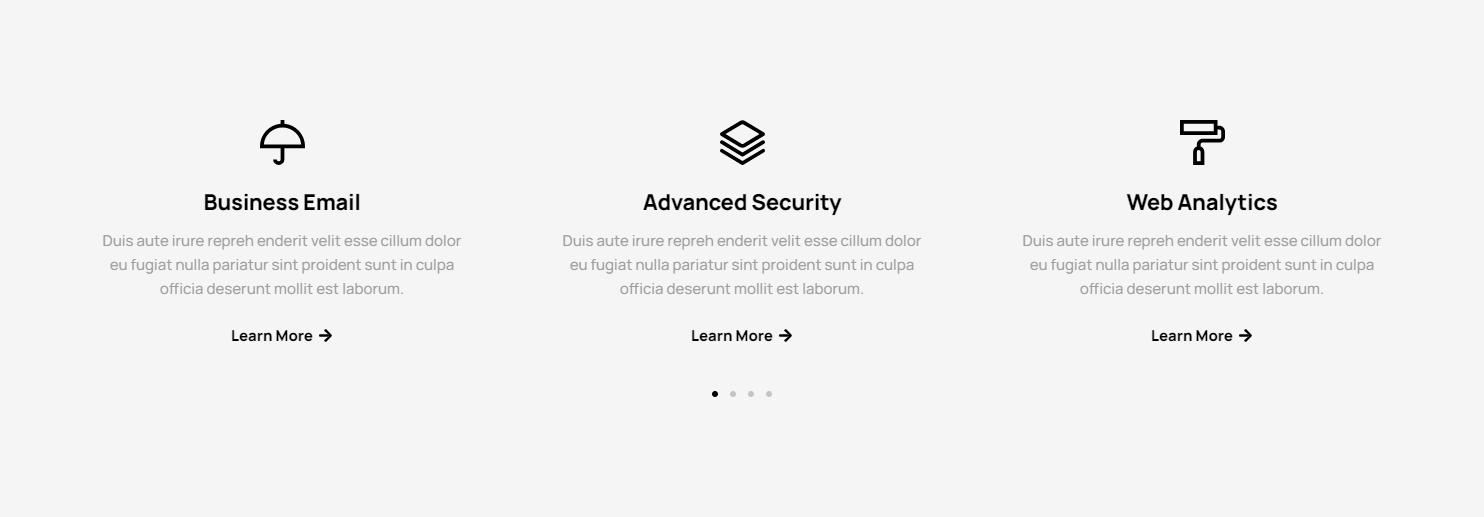 Business Email
Duis aute irure repreh enderit velit esse cillum dolor
eu fugiat nulla pariatur sint proident sunt in culpa
officia deserunt mollit est laborum.
Learn More
Advanced Security
Duis aute irure repreh enderit velit esse cillum dolor
eu fugiat nulla pariatur sint proident sunt in culpa
officia deserunt mollit est laborum.
Learn More
Web Analytics
Duis aute irure repreh enderit velit esse cillum dolor
eu fugiat nulla pariatur sint proident sunt in culpa
officia deserunt mollit est laborum.
Learn More